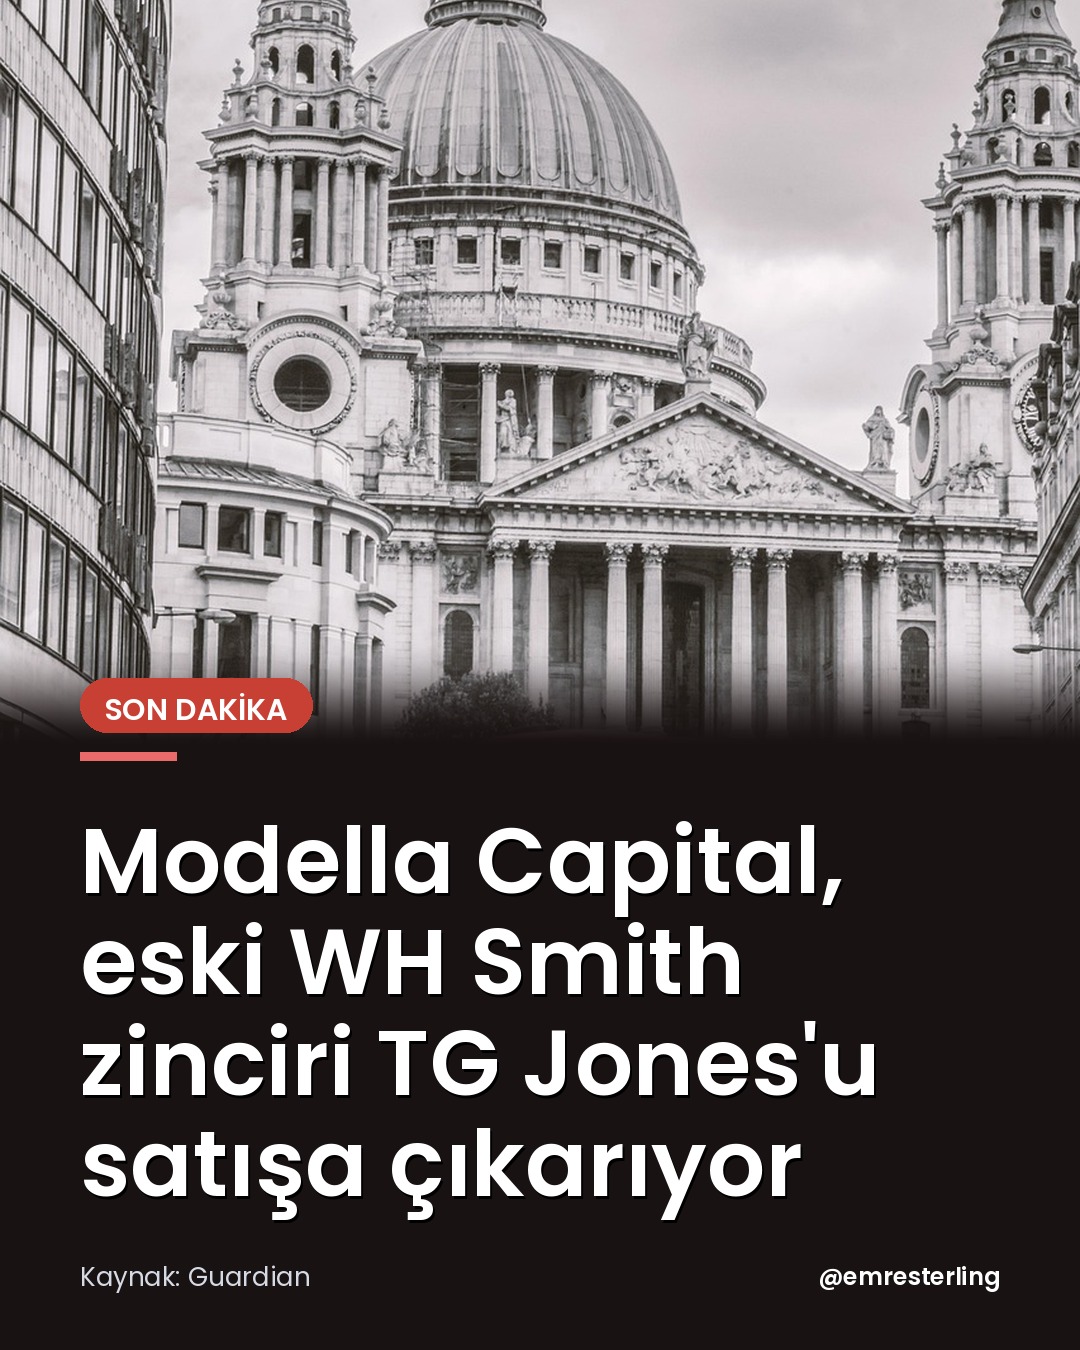 SON DAKİKA
Modella Capital,
eski WH Smith
zinciri TG Jones'u
satışa çıkarıyor
Kaynak: Guardian
@emresterling